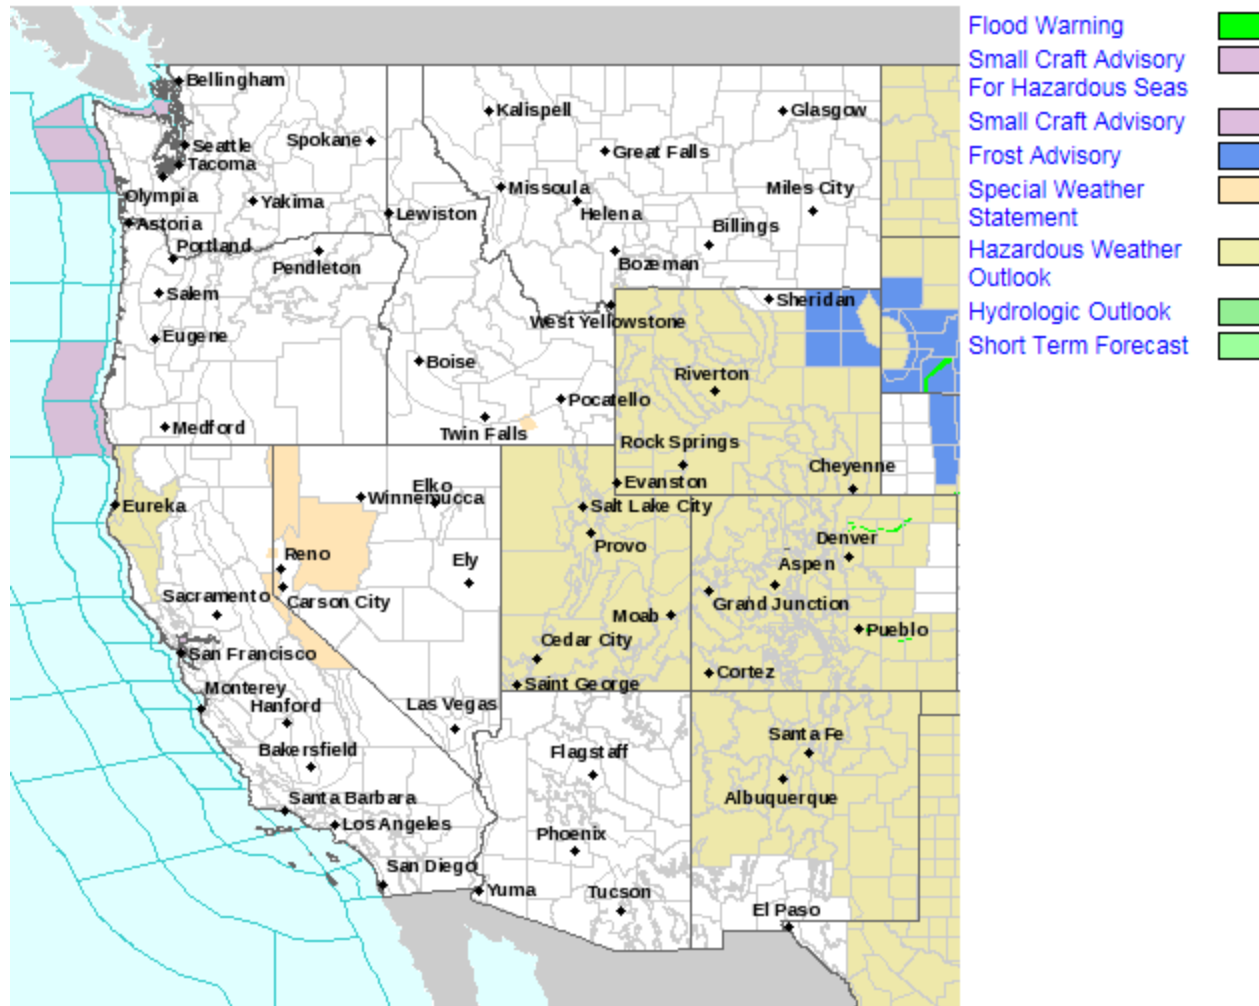 Flood Warning
Small Craft Advisory
For Hazardous Seas
Small Craft Advisory
Frost Advisory
Special Weather
Statement
Hazardous Weather
Outlook
Hydrologic Outlook
Short Term Forecast
Bellingham
Kalispell
Glasgow
Spokane
Seattle
Great Falls
Tacoma
Missoula
Miles City
Olympia
Yakima
Lewiston
Helena
Astoria
Billings
Portland
Pendleton
Bozeman
Salem
Sheridan
West Yellowstone
Eugene
Boise
Riverton
Pocatello
Medford
Twin Falls
Rock Springs
Cheyenne
Evanston
Elko
Winnemucca
Eureka
Salt Lake City
Denver
Provo
Reno
Ely
Aspen
Sacramento
Carson City
Grand Junction
Moab
Pueblo
Cedar City
San Francisco
Cortez
Saint George
Monterey
Hanford
Las Vegas
Santa Fe
Bakersfield
Flagstaff
Santa Barbara
Albuquerque
Los Angeles
Phoenix
San Diego
Yuma
Tucson
El Paso